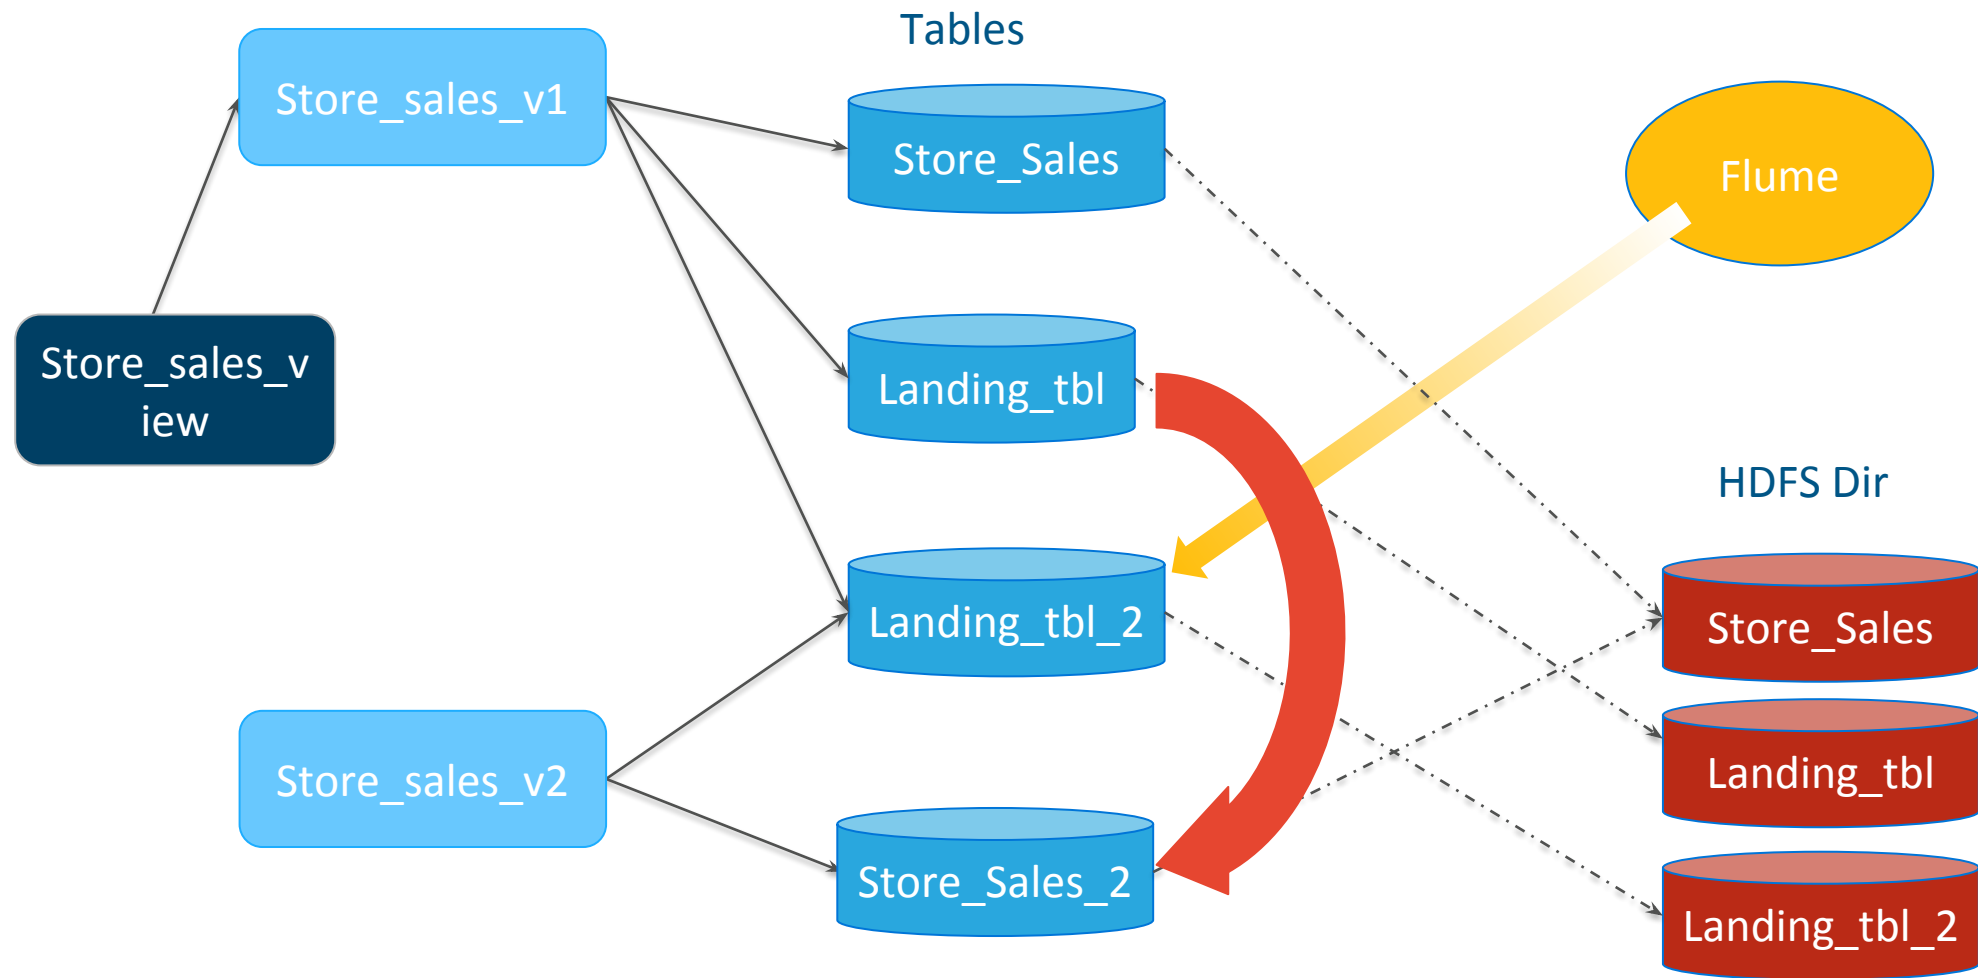 Tables
Store_sales_v1
Store_Sales
Flume
Store_sales_v
iew
Landing_tbl
HDFS Dir
Landing_tbl_2
Store_Sales
Store_sales_v2
Landing_tbl
Store_Sales_2
Landing_tbl_2